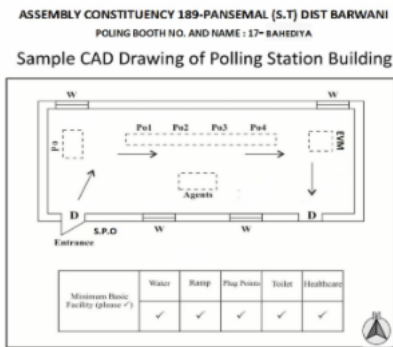 ASSEMBLY CONSTITUENCY 189-PANSEMAL (S.T) DIST BARWANI
POLING BOOTH NO. AND NAME : 17- BAHEDIYA
Sample CAD Drawing of Polling Station Building
W W
Po1 Po2 Po3 Po4
Po EVM
Agents
D D
S.P.O
Entrance W W
Water Ramp Plug Points Toilet Healthcare
Minimum Basic
Facility (please ✓) ✓ ✓ ✓ ✓ ✓